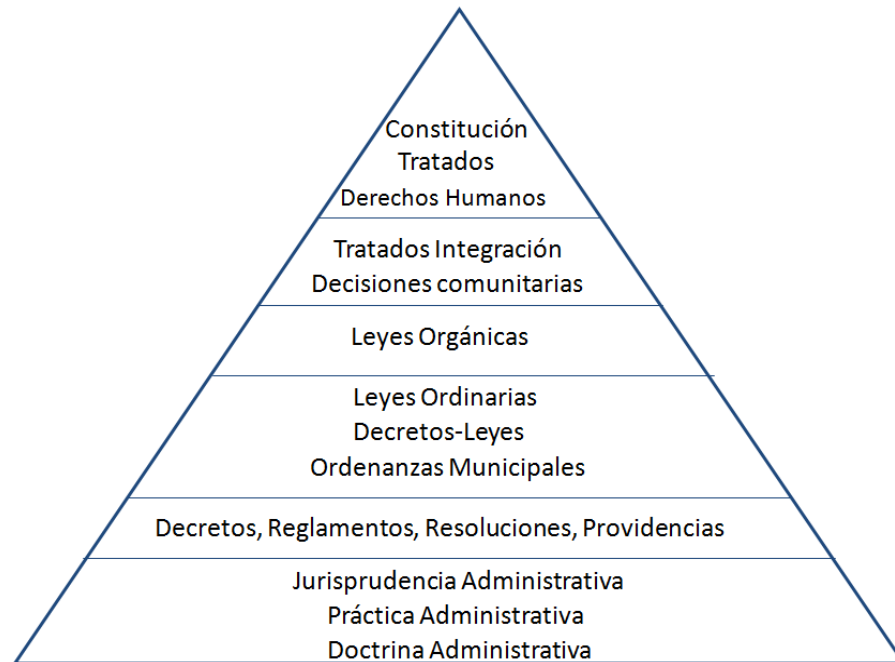 Constitución
Tratados
Derechos Humanos
Tratados Integración
Decisiones comunitarias
Leyes Orgánicas
Leyes Ordinarias
Decretos-Leyes
Ordenanzas Municipales
Decretos, Reglamentos, Resoluciones, Providencias
Jurisprudencia Administrativa
Práctica Administrativa
Doctrina Administrativa